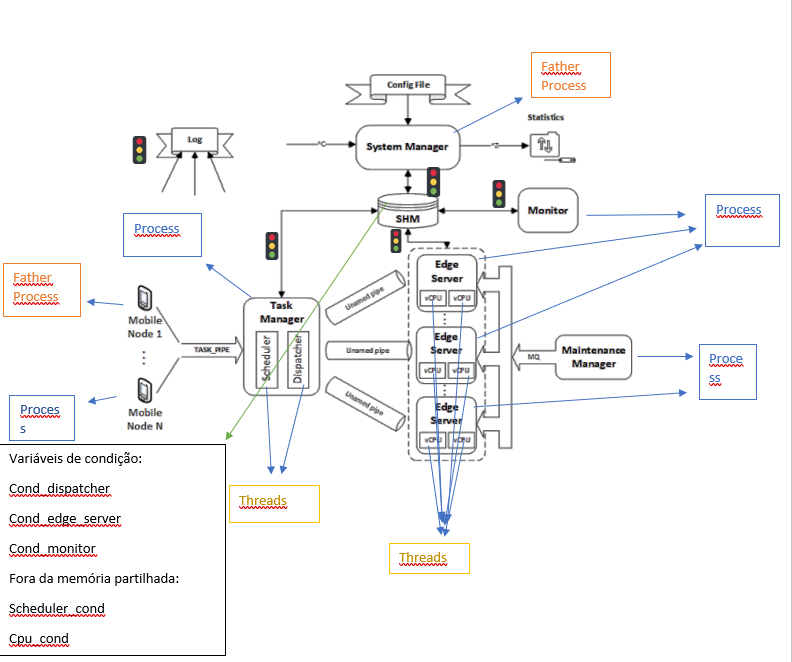 Father
Process
Config File
Statistics
Log
^C
System Manager
^Z
SHM
Monitor
Process
Process
Father
Process
Edge
Server
vCPU
vCPU
Unamed pipe
Task
Manager
Mobile
Node 1
Scheduler
Dispatcher
TASK_PIPE
Unamed pipe
Edge
Server
vCPU
vCPU
MQ
Maintenance
Manager
Proce
ss
Unamed pipe
Mobile
Node N
Proces
s
Edge
Server
vCPU
vCPU
Variáveis de condição:
Cond_dispatcher
Cond_edge_server
Cond_monitor
Fora da memória partilhada:
Scheduler_cond
Cpu_cond
Threads
Threads